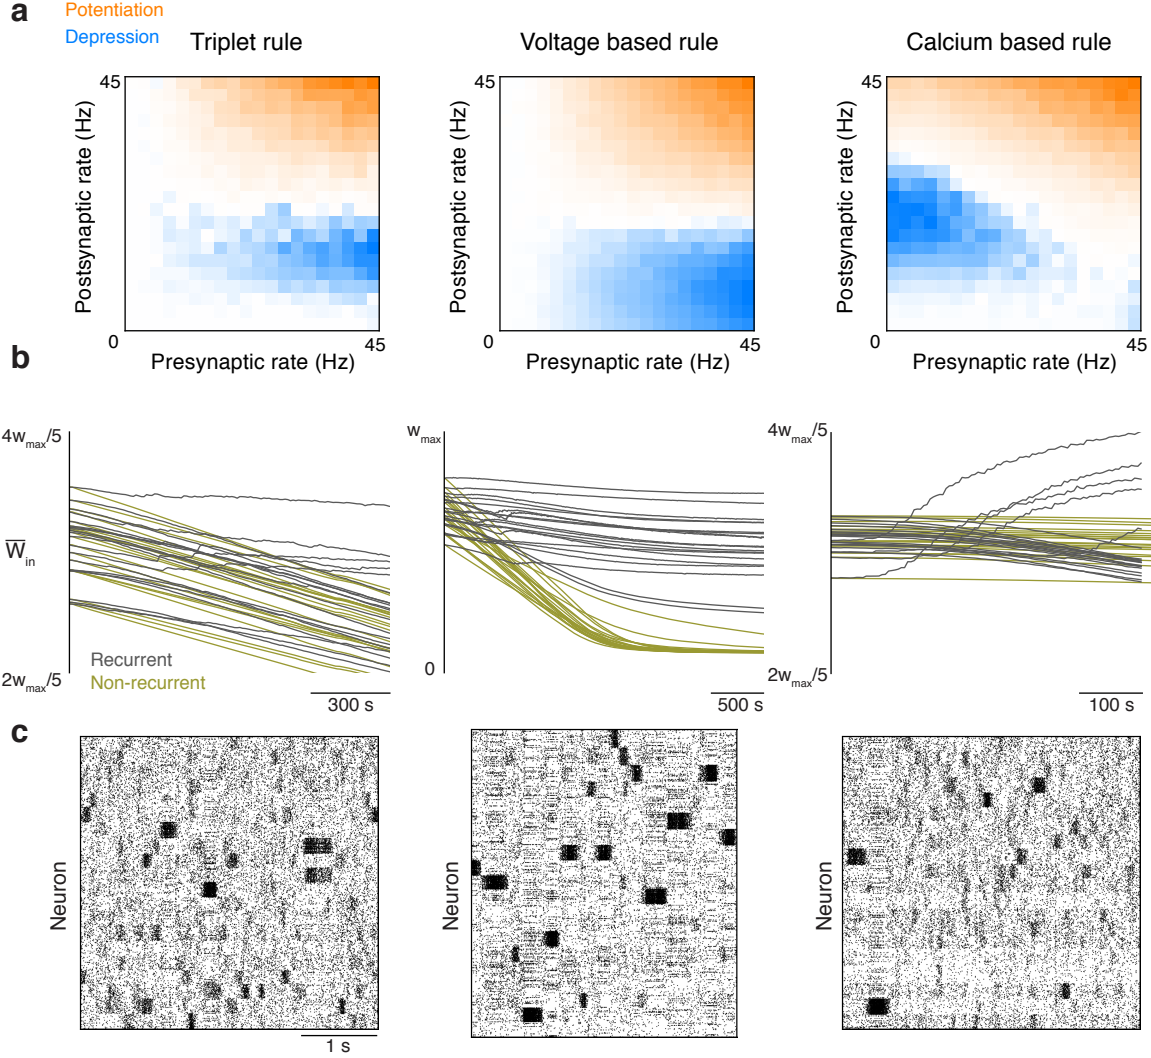 a
Potentiation
Depression
Triplet rule
Voltage based rule
Calcium based rule
45
Postsynaptic rate (Hz)
0
45
Presynaptic rate (Hz)
45
Postsynaptic rate (Hz)
0
45
Presynaptic rate (Hz)
45
Postsynaptic rate (Hz)
0
45
Presynaptic rate (Hz)
b
4wmax/5
W̅in
2wmax/5
Recurrent
Non-recurrent
300 s
wmax
0
500 s
4wmax/5
2wmax/5
100 s
c
Neuron
1 s
Neuron
Neuron